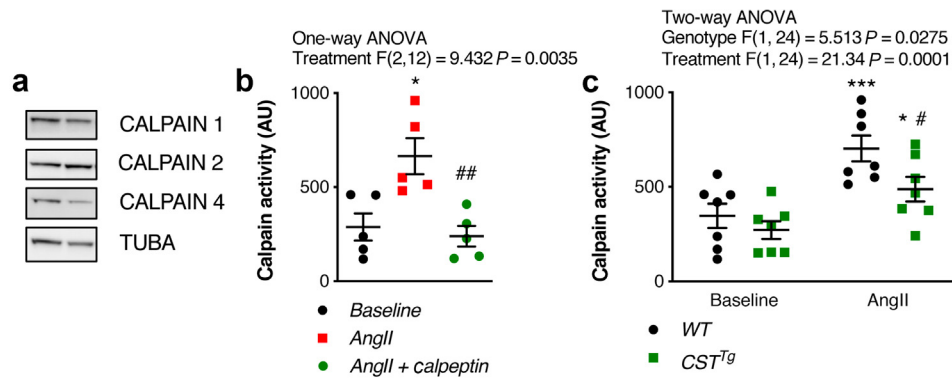 a
CALPAIN 1
CALPAIN 2
CALPAIN 4
TUBA
b
One-way ANOVA
Treatment F(2,12) = 9.432 P = 0.0035
Calpain activity (AU)
1000
500
0
*
##
Baseline
AngII
AngII + calpeptin
c
Two-way ANOVA
Genotype F(1, 24) = 5.513 P = 0.0275
Treatment F(1, 24) = 21.34 P = 0.0001
Calpain activity (AU)
1000
500
0
***
* #
Baseline AngII
WT
CST^Tg